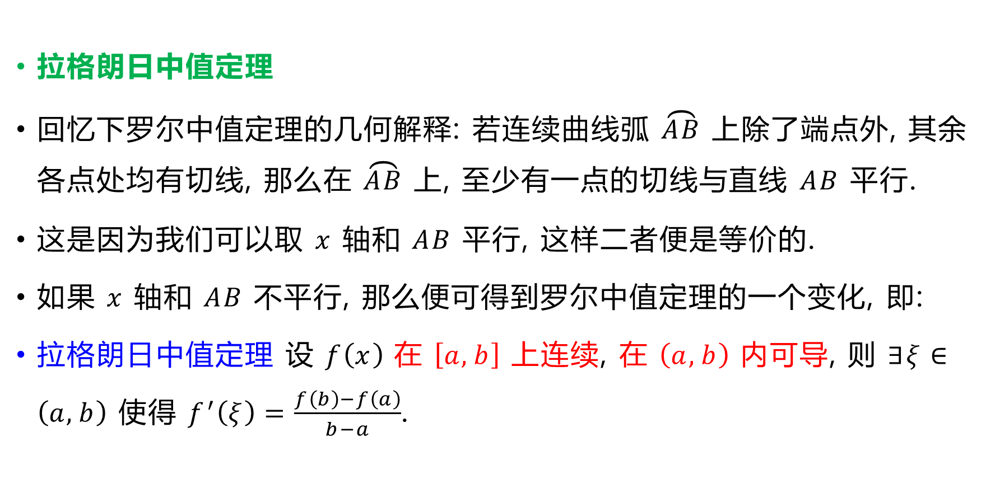 • 拉格朗日中值定理
• 回忆下罗尔中值定理的几何解释: 若连续曲线弧 $\overset{\frown}{AB}$ 上除了端点外, 其余
各点处均有切线, 那么在 $\overset{\frown}{AB}$ 上, 至少有一点的切线与直线 $AB$ 平行.
• 这是因为我们可以取 $x$ 轴和 $AB$ 平行, 这样二者便是等价的.
• 如果 $x$ 轴和 $AB$ 不平行, 那么便可得到罗尔中值定理的一个变化, 即:
• 拉格朗日中值定理 设 $f(x)$ 在 $[a,b]$ 上连续, 在 $(a,b)$ 内可导, 则 $\exists \xi \in$
$(a,b)$ 使得 $f'(\xi) = \frac{f(b)-f(a)}{b-a}$.